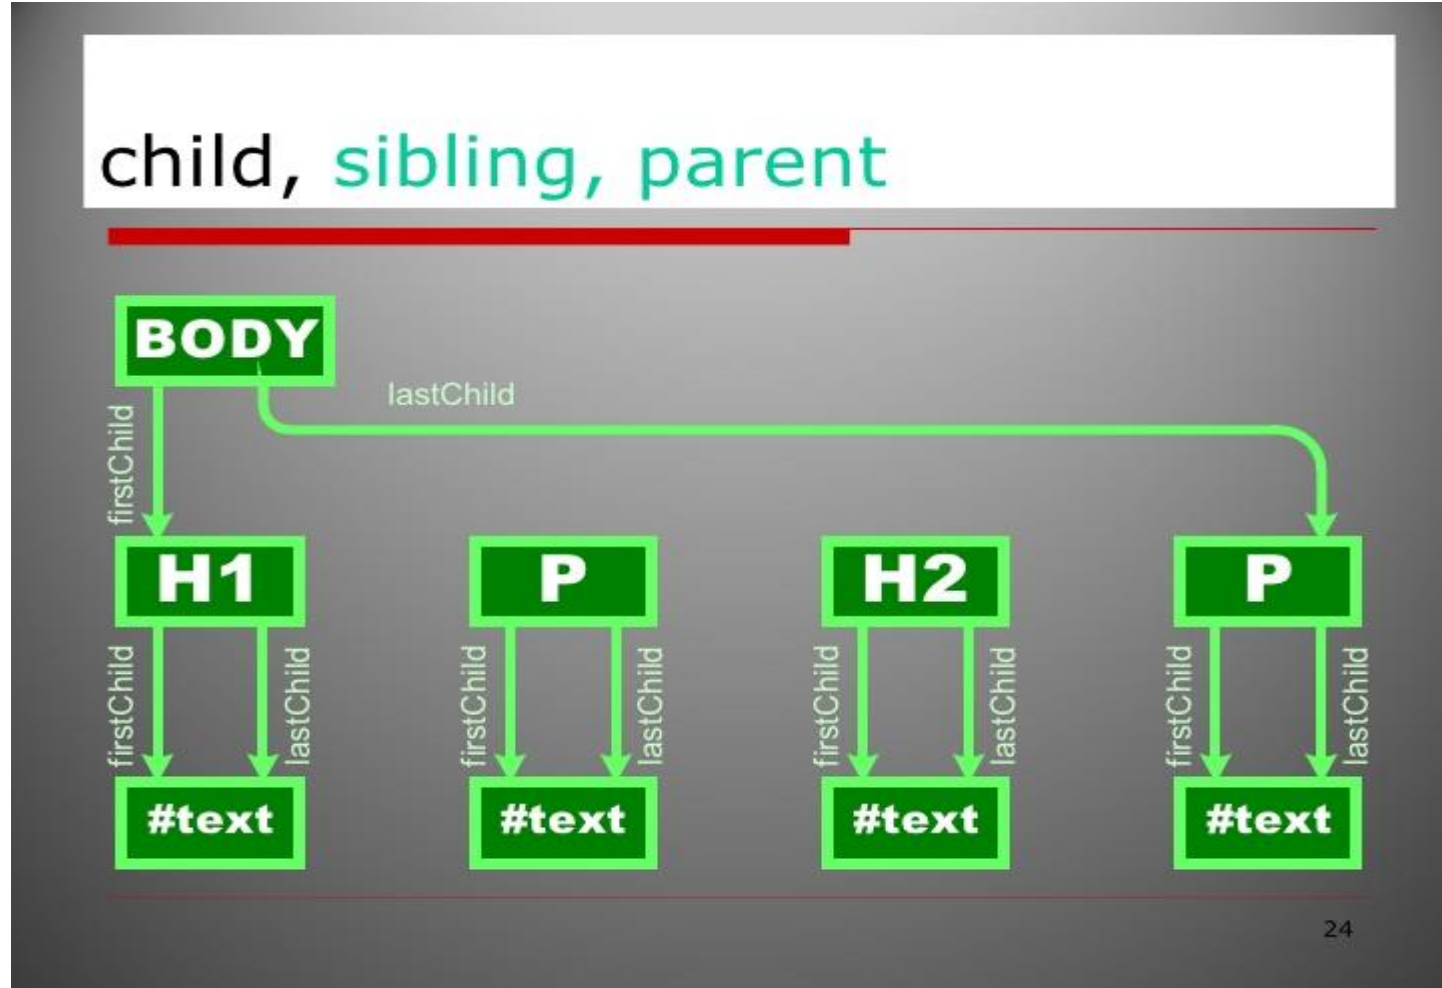 child, sibling, parent
BODY
lastChild
firstChild
H1 P H2 P
firstChild lastChild firstChild lastChild firstChild lastChild firstChild lastChild
#text #text #text #text
24